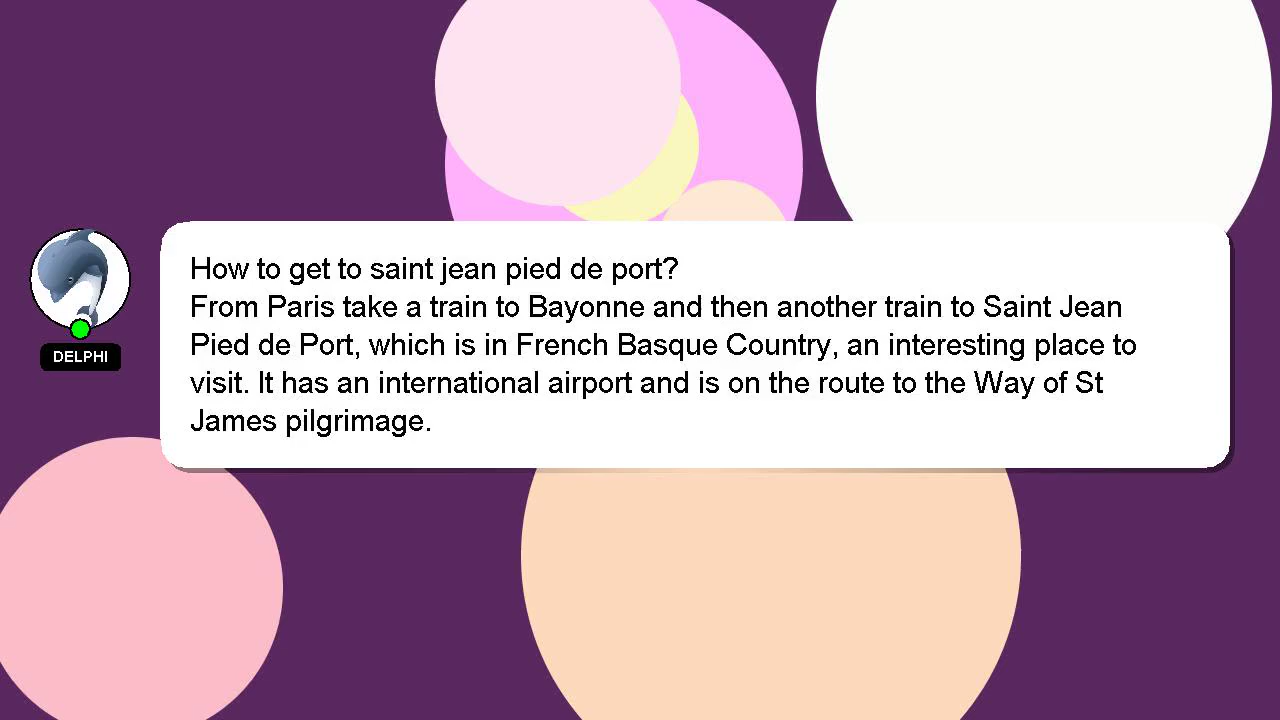 How to get to saint jean pied de port?
From Paris take a train to Bayonne and then another train to Saint Jean
Pied de Port, which is in French Basque Country, an interesting place to
visit. It has an international airport and is on the route to the Way of St
James pilgrimage.
DELPHI